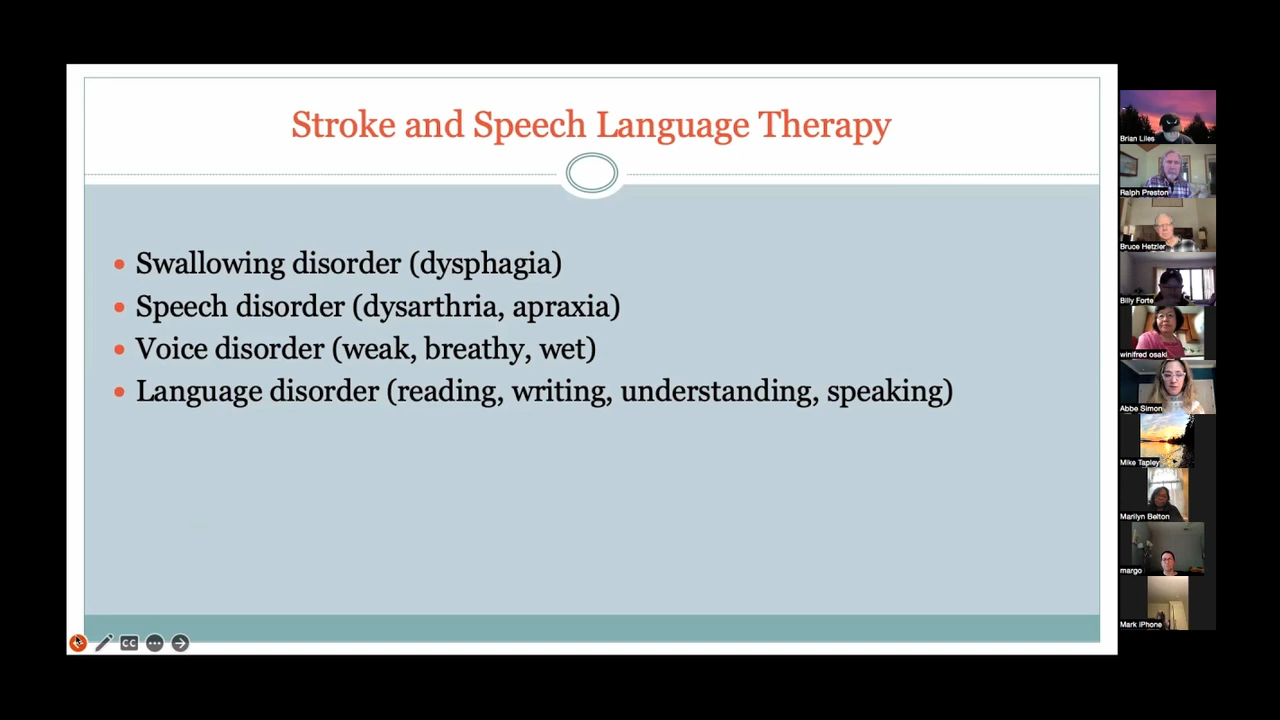 Stroke and Speech Language Therapy
• Swallowing disorder (dysphagia)
• Speech disorder (dysarthria, apraxia)
• Voice disorder (weak, breathy, wet)
• Language disorder (reading, writing, understanding, speaking)
CC
Brian Liles
Ralph Preston
Bruce Hetzler
Billy Forte
winifred osaki
Abbe Simon
Mike Tapley
Marilyn Belton
margo
Mark iPhone